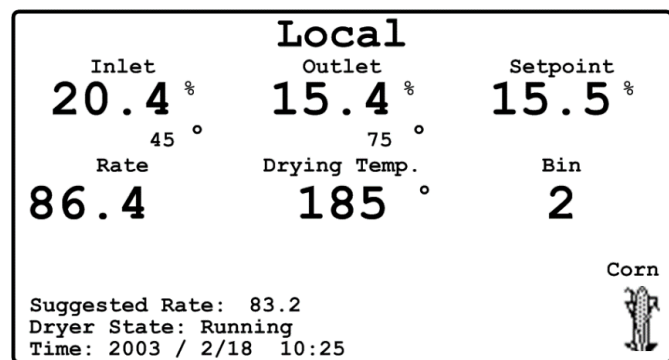 Local
Inlet Outlet Setpoint
20.4 % 15.4 % 15.5 %
45 ° 75 °
Rate Drying Temp. Bin
86.4 185 ° 2
Corn
Suggested Rate: 83.2
Dryer State: Running
Time: 2003 / 2/18 10:25